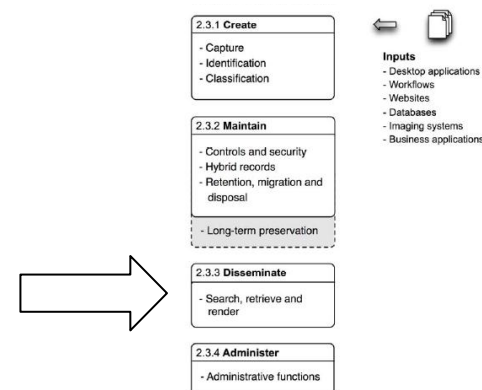 2.3.1 Create
- Capture
- Identification
- Classification
Inputs
- Desktop applications
- Workflows
- Websites
- Databases
- Imaging systems
- Business applications
2.3.2 Maintain
- Controls and security
- Hybrid records
- Retention, migration and
disposal
- Long-term preservation
2.3.3 Disseminate
- Search, retrieve and
render
2.3.4 Administer
- Administrative functions